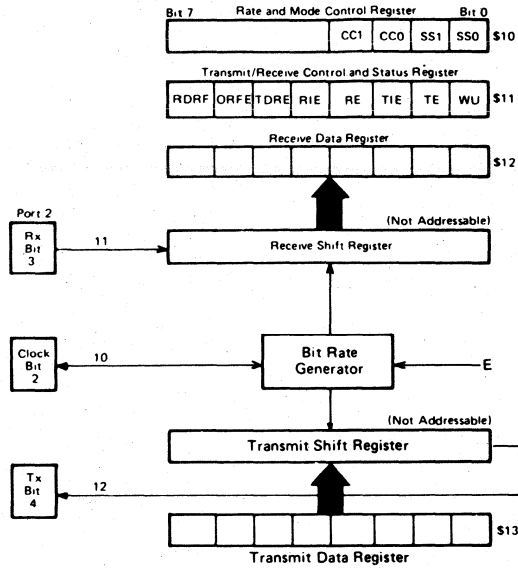 Bit 7 Rate and Mode Control Register Bit 0
CC1 CC0 SS1 SS0 $10
Transmit/Receive Control and Status Register
RDRF ORFE TDRE RIE RE TIE TE WU $11
Receive Data Register
$12
Port 2
(Not Addressable)
Rx
Bit
3
11
Receive Shift Register
Clock
Bit
2
10
Bit Rate
Generator
E
(Not Addressable)
Transmit Shift Register
Tx
Bit
4
12
$13
Transmit Data Register